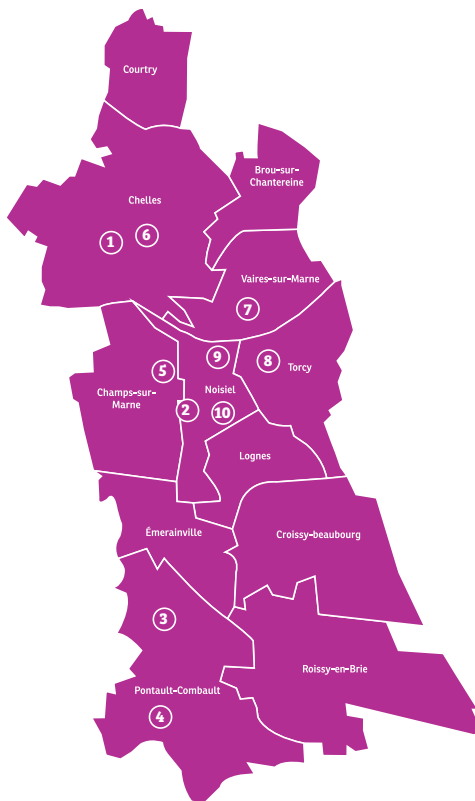 Courtry
Brou-sur-
Chantereine
Chelles
1
6
Vaires-sur-Marne
7
9
8
5
Torcy
Champs-sur-
Marne
Noisiel
2
10
Lognes
Émerainville
Croissy-beaubourg
3
Roissy-en-Brie
Pontault-Combault
4